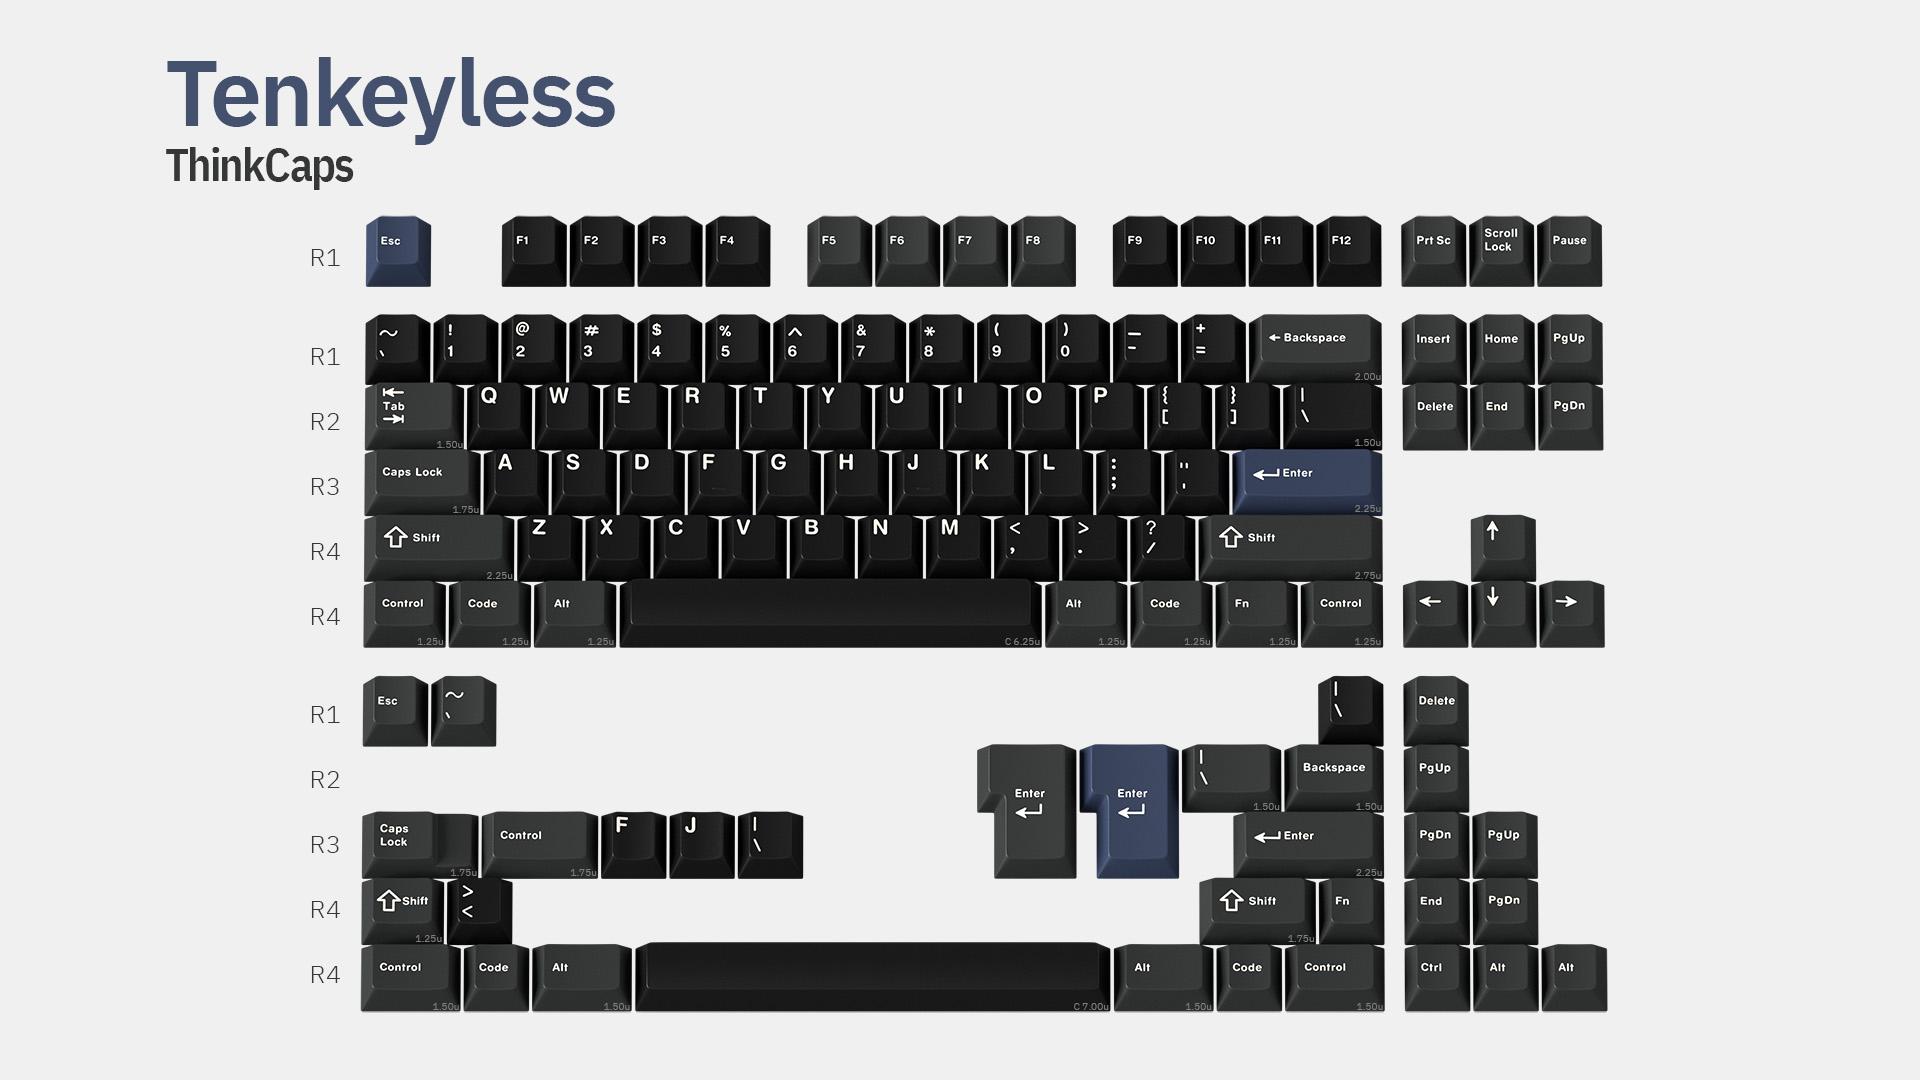 Tenkeyless
ThinkCaps
R1 Esc F1 F2 F3 F4 F5 F6 F7 F8 F9 F10 F11 F12 Prt Sc Scroll Lock Pause
R1 ~ ` ! 1 @ 2 # 3 $ 4 % 5 ^ 6 & 7 * 8 ( 9 ) 0 — - + = ← Backspace 2.00u Insert Home PgUp
R2 ⇤ Tab ⇥ 1.50u Q W E R T Y U I O P { [ } ] | \ 1.50u Delete End PgDn
R3 Caps Lock 1.75u A S D F G H J K L : ; " ' ↵ Enter 2.25u
R4 ⇧ Shift 2.25u Z X C V B N M < , > . ? / ⇧ Shift 2.75u ↑
R4 Control 1.25u Code 1.25u Alt 1.25u C 6.25u Alt 1.25u Code 1.25u Fn 1.25u Control 1.25u ← ↓ →
R1 Esc ~ ` | \ Delete
R2 Enter ↵ Enter ↵ | \ 1.50u Backspace 1.50u PgUp
R3 Caps Lock 1.75u Control 1.75u F J | \ ↵ Enter 2.25u PgDn PgUp
R4 ⇧ Shift 1.25u > < ⇧ Shift 1.75u Fn End PgDn
R4 Control 1.50u Code Alt 1.50u C 7.00u Alt 1.50u Code Control 1.50u Ctrl Alt Alt